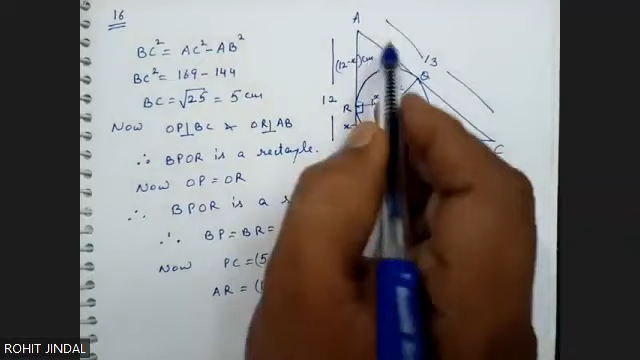 16
BC² = AC² - AB²
BC² = 169 - 144
BC = √25 = 5 cm
Now OP⊥BC & OR⊥AB
∴ BPOR is a rectangle.
Now OP = OR
∴ BPOR is a
∴ BP = BR =
Now PC = (5
AR = (1
A
(12-x)cm
13
12
Q
R
x
x
C
ROHIT JINDAL